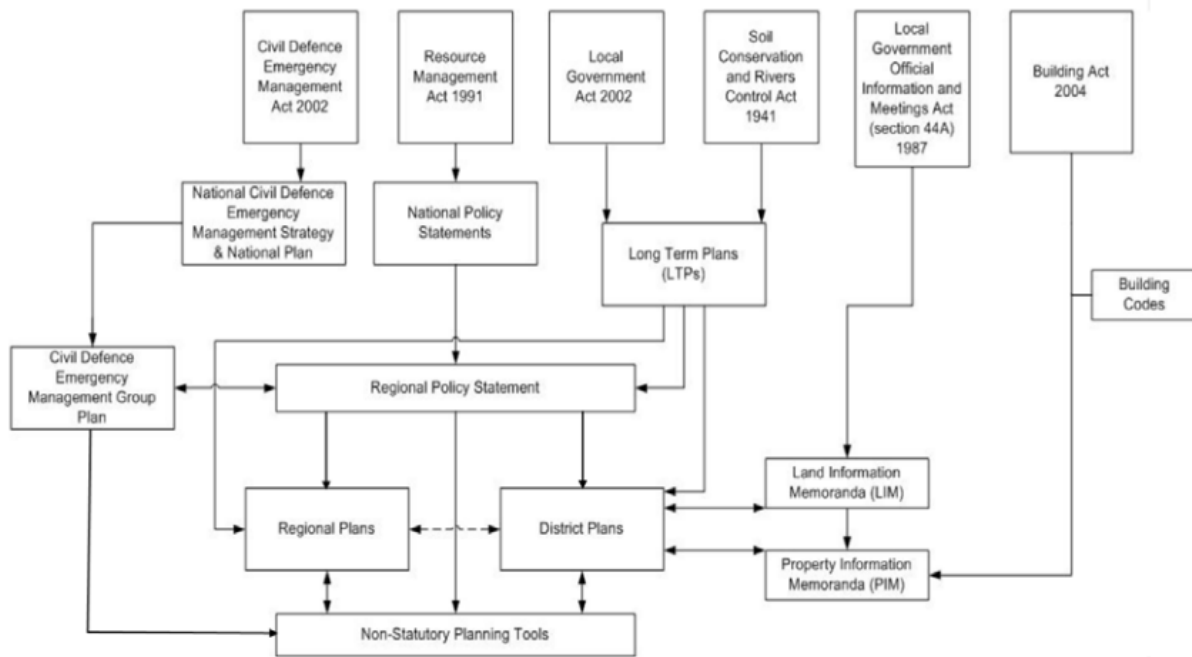 Civil Defence
Emergency
Management
Act 2002
Resource
Management
Act 1991
Local
Government
Act 2002
Soil
Conservation
and Rivers
Control Act
1941
Local
Government
Official
Information and
Meetings Act
(section 44A)
1987
Building Act
2004
National Civil Defence
Emergency
Management Strategy
& National Plan
National Policy
Statements
Long Term Plans
(LTPs)
Building
Codes
Civil Defence
Emergency
Management Group
Plan
Regional Policy Statement
Land Information
Memoranda (LIM)
Regional Plans
District Plans
Property Information
Memoranda (PIM)
Non-Statutory Planning Tools